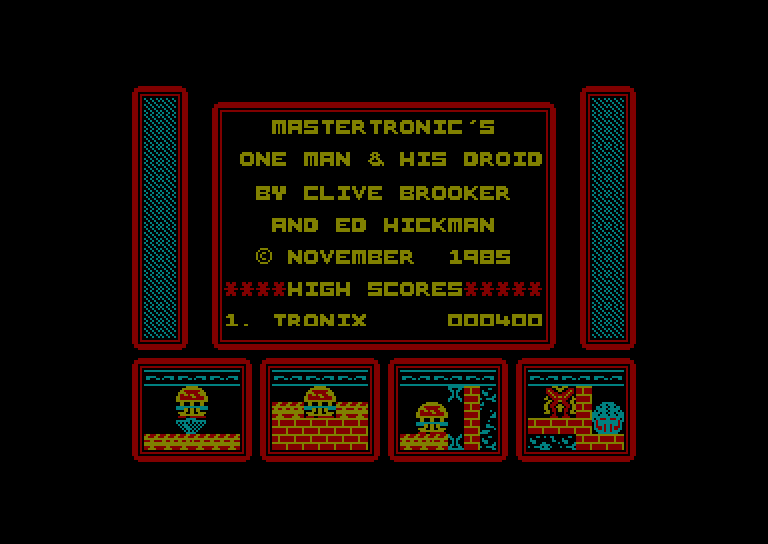 MASTERTRONIC'S
ONE MAN & HIS DROID
BY CLIVE BROOKER
AND ED HICKMAN
© NOVEMBER 1985
****HIGH SCORES*****
1. TRONIX 000400